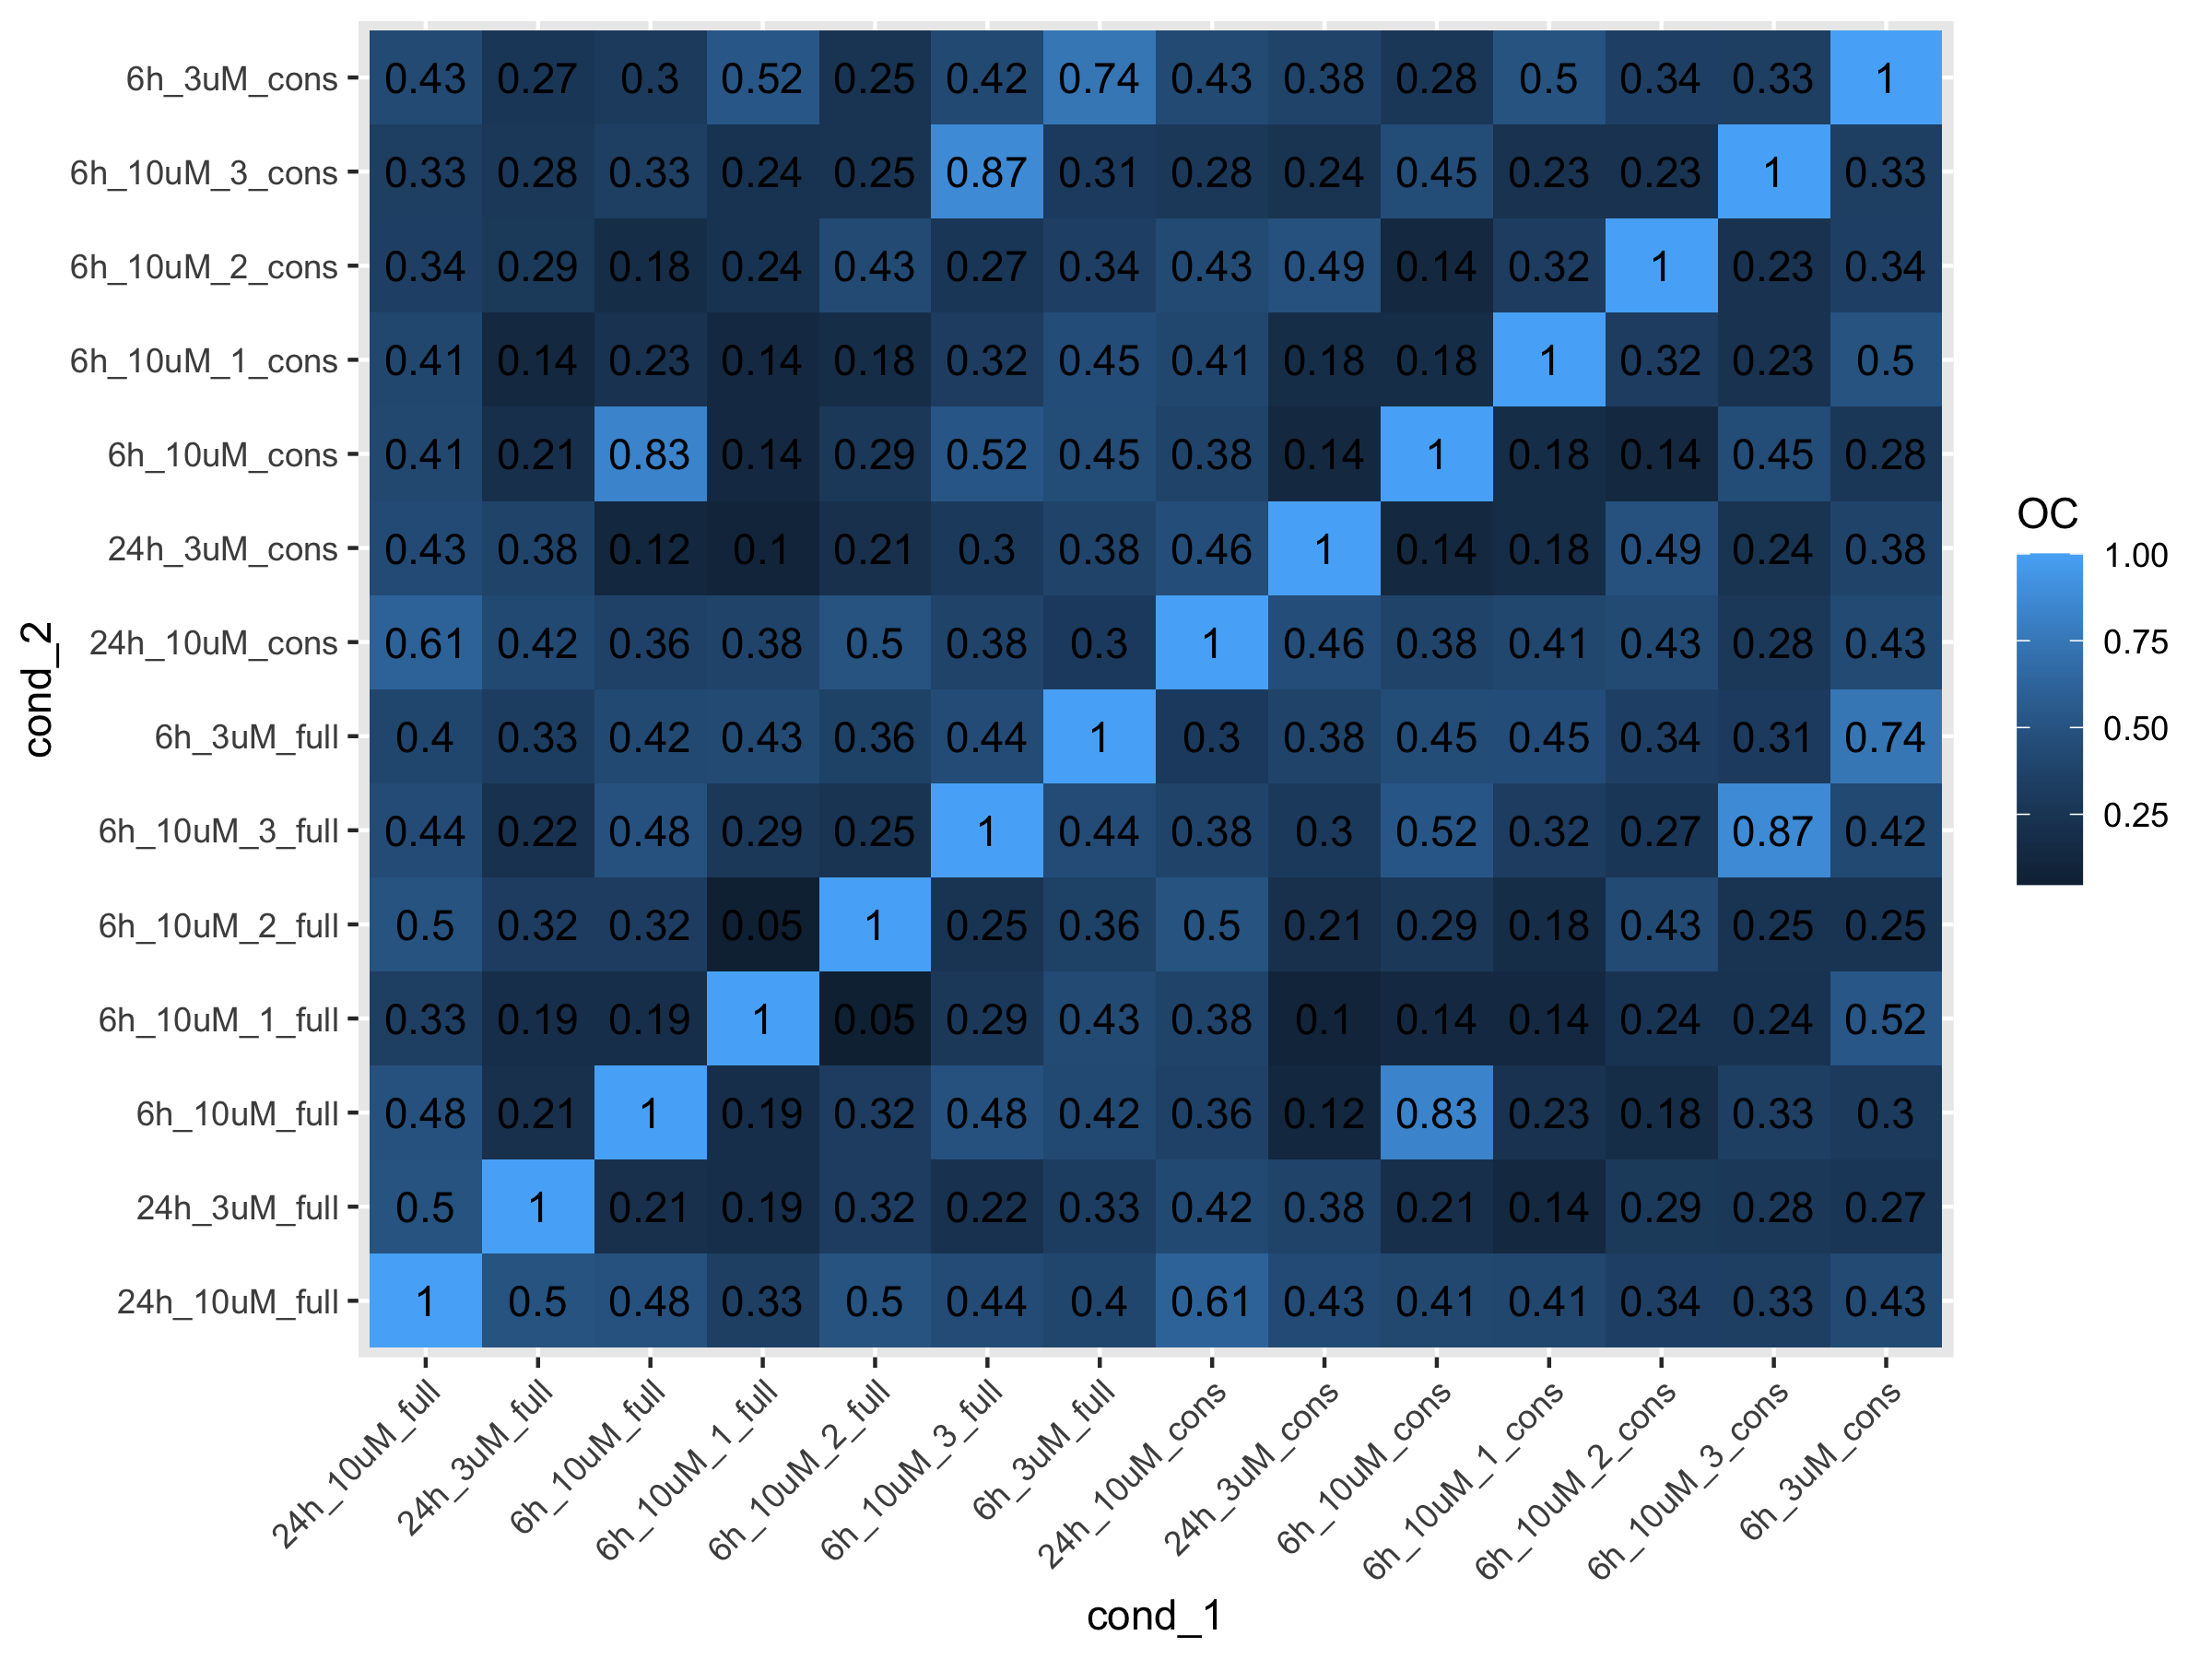 6h_3uM_cons 0.43 0.27 0.3 0.52 0.25 0.42 0.74 0.43 0.38 0.28 0.5 0.34 0.33 1
6h_10uM_3_cons 0.33 0.28 0.33 0.24 0.25 0.87 0.31 0.28 0.24 0.45 0.23 0.23 1 0.33
6h_10uM_2_cons 0.34 0.29 0.18 0.24 0.43 0.27 0.34 0.43 0.49 0.14 0.32 1 0.23 0.34
6h_10uM_1_cons 0.41 0.14 0.23 0.14 0.18 0.32 0.45 0.41 0.18 0.18 1 0.32 0.23 0.5
6h_10uM_cons 0.41 0.21 0.83 0.14 0.29 0.52 0.45 0.38 0.14 1 0.18 0.14 0.45 0.28
24h_3uM_cons 0.43 0.38 0.12 0.1 0.21 0.3 0.38 0.46 1 0.14 0.18 0.49 0.24 0.38
24h_10uM_cons 0.61 0.42 0.36 0.38 0.5 0.38 0.3 1 0.46 0.38 0.41 0.43 0.28 0.43
6h_3uM_full 0.4 0.33 0.42 0.43 0.36 0.44 1 0.3 0.38 0.45 0.45 0.34 0.31 0.74
6h_10uM_3_full 0.44 0.22 0.48 0.29 0.25 1 0.44 0.38 0.3 0.52 0.32 0.27 0.87 0.42
6h_10uM_2_full 0.5 0.32 0.32 0.05 1 0.25 0.36 0.5 0.21 0.29 0.18 0.43 0.25 0.25
6h_10uM_1_full 0.33 0.19 0.19 1 0.05 0.29 0.43 0.38 0.1 0.14 0.14 0.24 0.24 0.52
6h_10uM_full 0.48 0.21 1 0.19 0.32 0.48 0.42 0.36 0.12 0.83 0.23 0.18 0.33 0.3
24h_3uM_full 0.5 1 0.21 0.19 0.32 0.22 0.33 0.42 0.38 0.21 0.14 0.29 0.28 0.27
24h_10uM_full 1 0.5 0.48 0.33 0.5 0.44 0.4 0.61 0.43 0.41 0.41 0.34 0.33 0.43
cond_2
24h_10uM_full
24h_3uM_full
6h_10uM_full
6h_10uM_1_full
6h_10uM_2_full
6h_10uM_3_full
6h_3uM_full
24h_10uM_cons
24h_3uM_cons
6h_10uM_cons
6h_10uM_1_cons
6h_10uM_2_cons
6h_10uM_3_cons
6h_3uM_cons
cond_1
OC
1.00
0.75
0.50
0.25